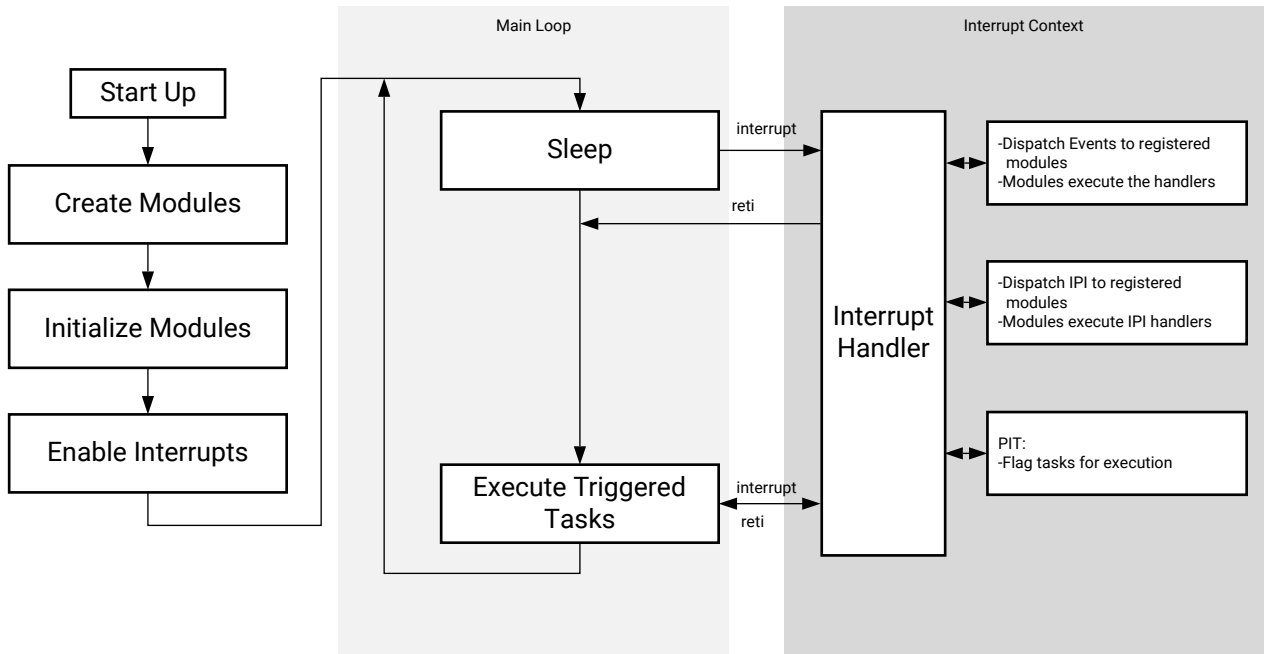 Main Loop
Interrupt Context
Start Up
Create Modules
Initialize Modules
Enable Interrupts
Sleep
interrupt
reti
Execute Triggered
Tasks
interrupt
reti
Interrupt
Handler
-Dispatch Events to registered
modules
-Modules execute the handlers
-Dispatch IPI to registered
modules
-Modules execute IPI handlers
PIT:
-Flag tasks for execution